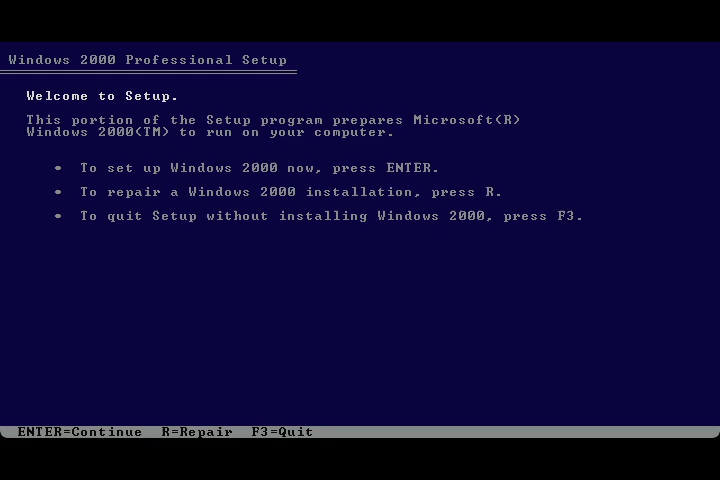 Windows 2000 Professional Setup
Welcome to Setup.
This portion of the Setup program prepares Microsoft(R)
Windows 2000(TM) to run on your computer.
• To set up Windows 2000 now, press ENTER.
• To repair a Windows 2000 installation, press R.
• To quit Setup without installing Windows 2000, press F3.
ENTER=Continue R=Repair F3=Quit